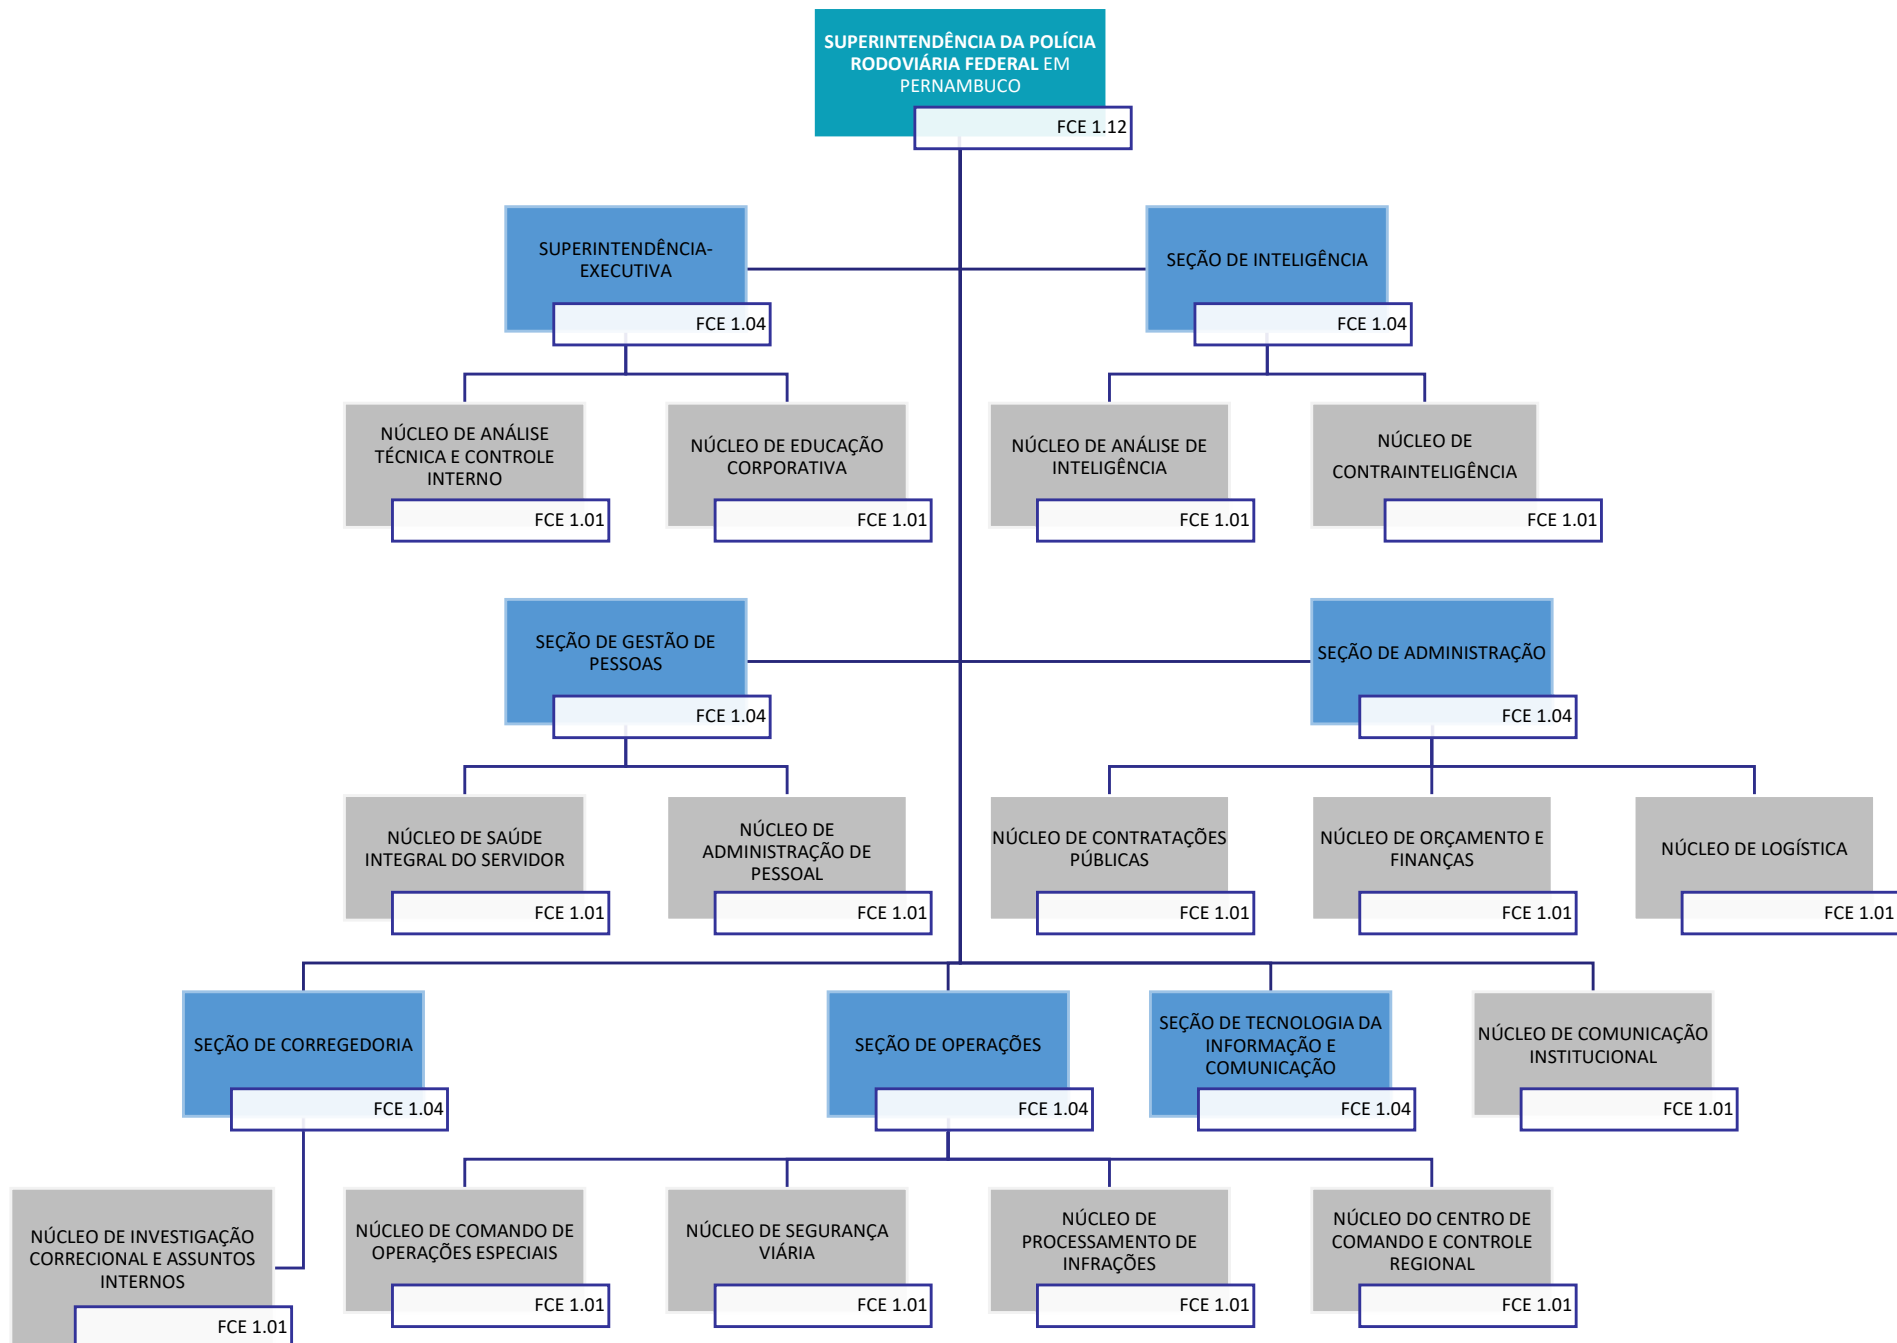 SUPERINTENDÊNCIA DA POLÍCIA
RODOVIÁRIA FEDERAL EM
PERNAMBUCO
FCE 1.12
SUPERINTENDÊNCIA-
EXECUTIVA
FCE 1.04
SEÇÃO DE INTELIGÊNCIA
FCE 1.04
NÚCLEO DE ANÁLISE
TÉCNICA E CONTROLE
INTERNO
FCE 1.01
NÚCLEO DE EDUCAÇÃO
CORPORATIVA
FCE 1.01
NÚCLEO DE ANÁLISE DE
INTELIGÊNCIA
FCE 1.01
NÚCLEO DE
CONTRAINTELIGÊNCIA
FCE 1.01
SEÇÃO DE GESTÃO DE
PESSOAS
FCE 1.04
SEÇÃO DE ADMINISTRAÇÃO
FCE 1.04
NÚCLEO DE SAÚDE
INTEGRAL DO SERVIDOR
FCE 1.01
NÚCLEO DE
ADMINISTRAÇÃO DE
PESSOAL
FCE 1.01
NÚCLEO DE CONTRATAÇÕES
PÚBLICAS
FCE 1.01
NÚCLEO DE ORÇAMENTO E
FINANÇAS
FCE 1.01
NÚCLEO DE LOGÍSTICA
FCE 1.01
SEÇÃO DE CORREGEDORIA
FCE 1.04
SEÇÃO DE OPERAÇÕES
FCE 1.04
SEÇÃO DE TECNOLOGIA DA
INFORMAÇÃO E
COMUNICAÇÃO
FCE 1.04
NÚCLEO DE COMUNICAÇÃO
INSTITUCIONAL
FCE 1.01
NÚCLEO DE INVESTIGAÇÃO
CORRECIONAL E ASSUNTOS
INTERNOS
FCE 1.01
NÚCLEO DE COMANDO DE
OPERAÇÕES ESPECIAIS
FCE 1.01
NÚCLEO DE SEGURANÇA
VIÁRIA
FCE 1.01
NÚCLEO DE
PROCESSAMENTO DE
INFRAÇÕES
FCE 1.01
NÚCLEO DO CENTRO DE
COMANDO E CONTROLE
REGIONAL
FCE 1.01